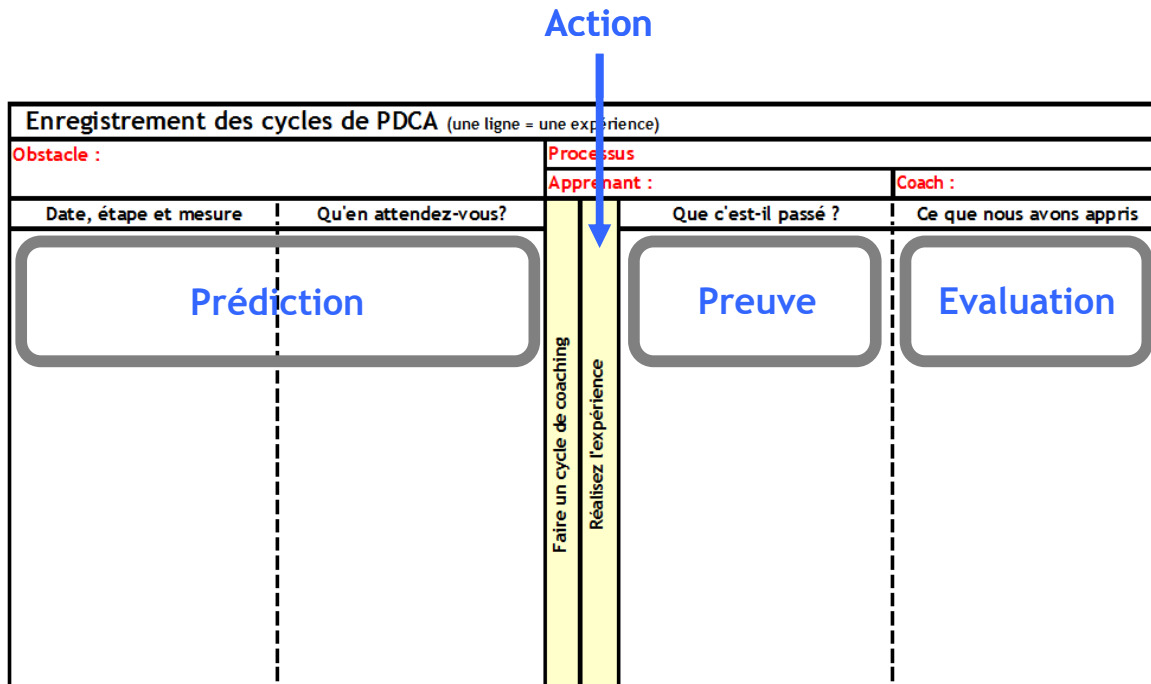 Action
Enregistrement des cycles de PDCA (une ligne = une expérience)
Obstacle :
Processus
Apprenant :
Coach :
Date, étape et mesure
Qu'en attendez-vous?
Que c'est-il passé ?
Ce que nous avons appris
Prédiction
Preuve
Evaluation
Faire un cycle de coaching
Réalisez l'expérience